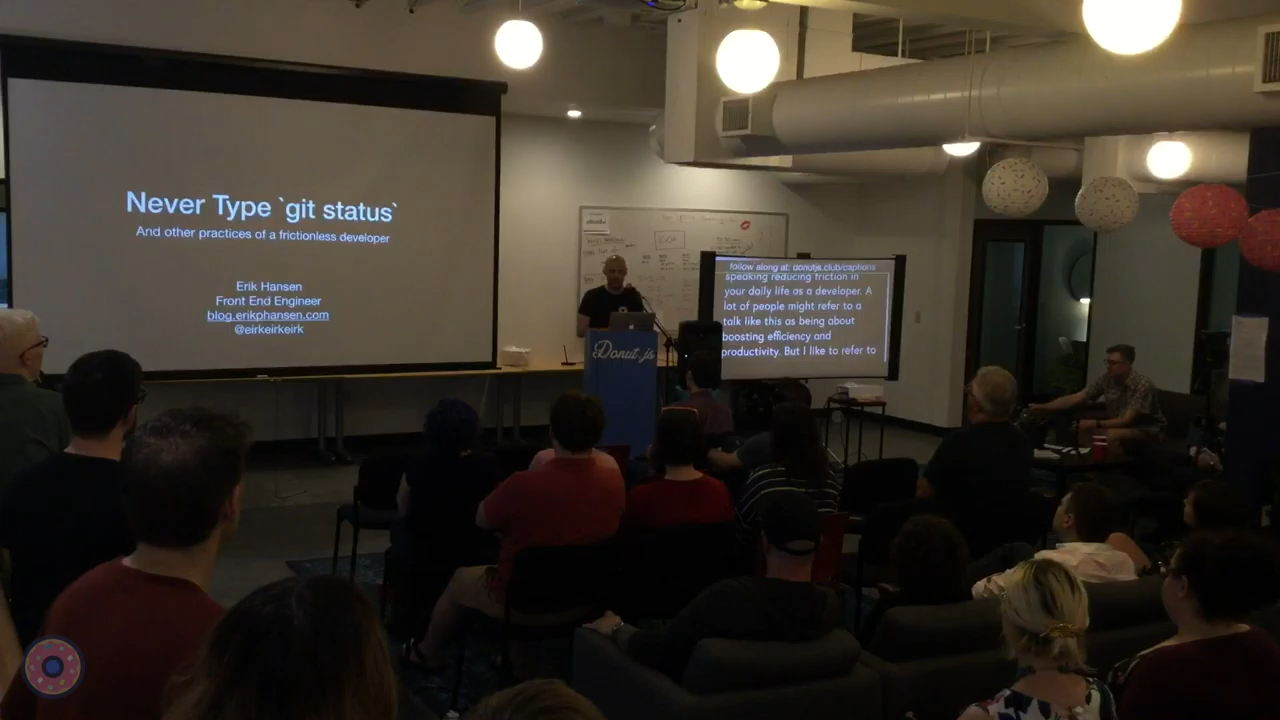 Never Type `git status`
And other practices of a frictionless developer
Erik Hansen
Front End Engineer
blog.erikphansen.com
@eirkeirkeirk
Donut.js
follow along at: donutjs.club/captions
speaking reducing friction in
your daily life as a developer. A
lot of people might refer to a
talk like this as being about
boosting efficiency and
productivity. But I like to refer to